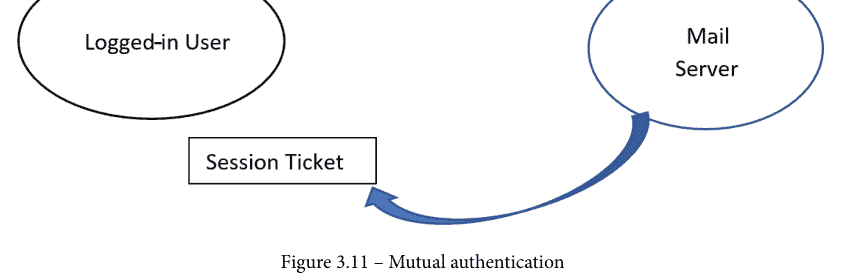 Logged-in User
Mail
Server
Session Ticket
Figure 3.11 – Mutual authentication